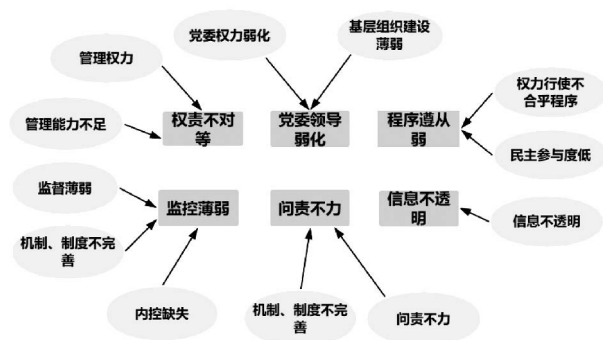 党委权力弱化
基层组织建设
薄弱
管理权力
权力行使不
合乎程序
管理能力不足
权责不对
等
党委领导
弱化
程序遵从
弱
民主参与度低
监督薄弱
监控薄弱
问责不力
信息不透
明
信息不透明
机制、制度不完
善
内控缺失
机制、制度不完
善
问责不力